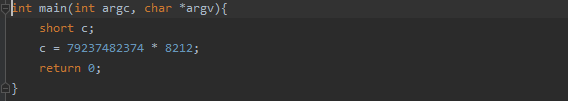 int main(int argc, char *argv){
    short c;
    c = 79237482374 * 8212;
    return 0;
}